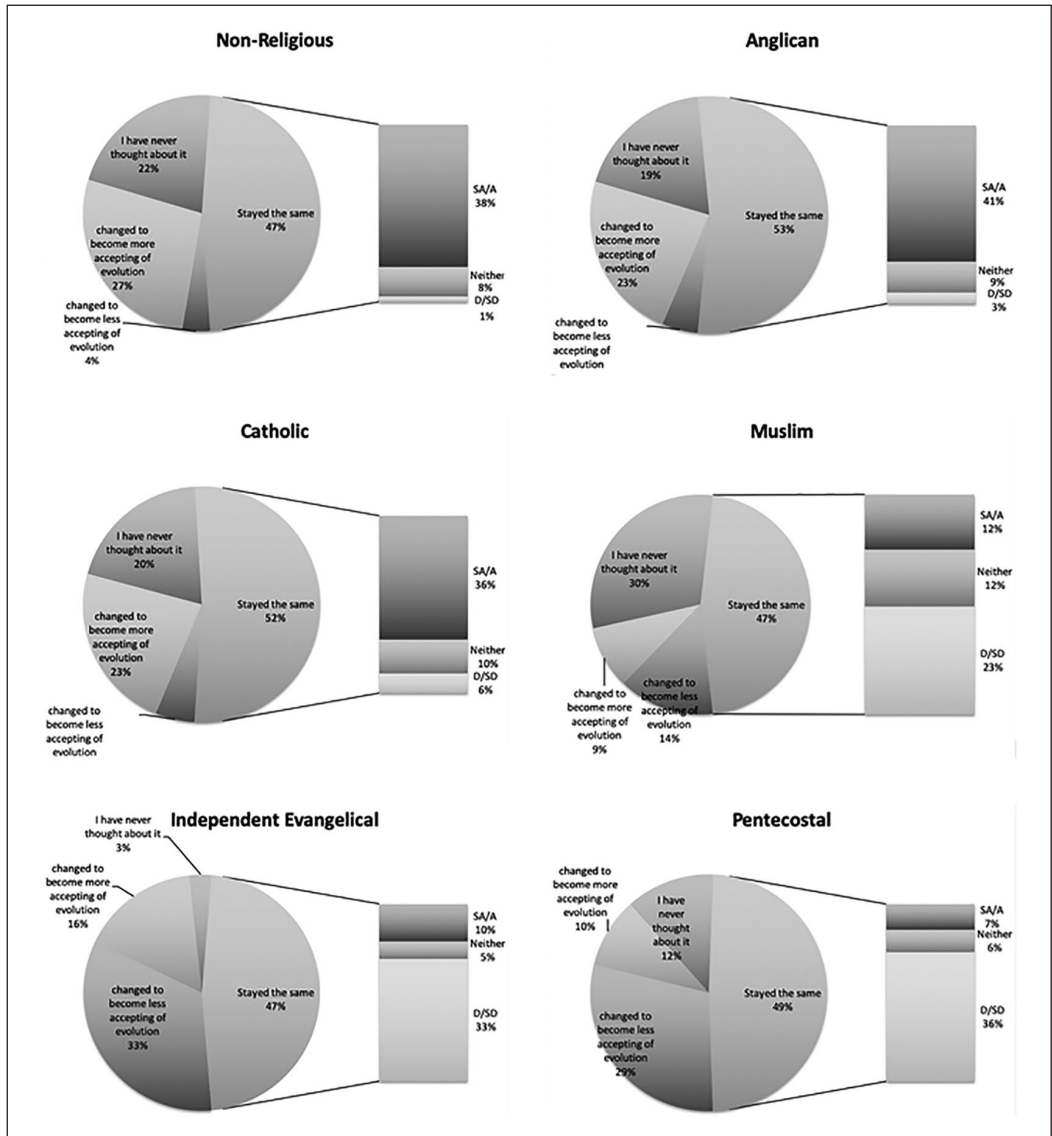 Non-Religious
I have never
thought about it
22%
Stayed the same
47%
changed to
become more
accepting of
evolution
27%
changed to
become less
accepting of
evolution
4%
SA/A
38%
Neither
8%
D/SD
1%
Anglican
I have never
thought about it
19%
Stayed the same
53%
changed to
become more
accepting of
evolution
23%
changed to
become less
accepting of
evolution
SA/A
41%
Neither
9%
D/SD
3%
Catholic
I have never
thought about it
20%
Stayed the same
52%
changed to
become more
accepting of
evolution
23%
changed to
become less
accepting of
evolution
SA/A
36%
Neither
10%
D/SD
6%
Muslim
I have never
thought about it
30%
Stayed the same
47%
changed to
become more
accepting of
evolution
9%
changed to
become less
accepting of
evolution
14%
SA/A
12%
Neither
12%
D/SD
23%
Independent Evangelical
I have never
thought about it
3%
changed to
become more
accepting of
evolution
16%
Stayed the same
47%
changed to
become less
accepting of
evolution
33%
SA/A
10%
Neither
5%
D/SD
33%
Pentecostal
changed to
become more
accepting of
evolution
10%
I have
never
thought
about it
12%
Stayed the same
49%
changed to
become less
accepting of
evolution
29%
SA/A
7%
Neither
6%
D/SD
36%